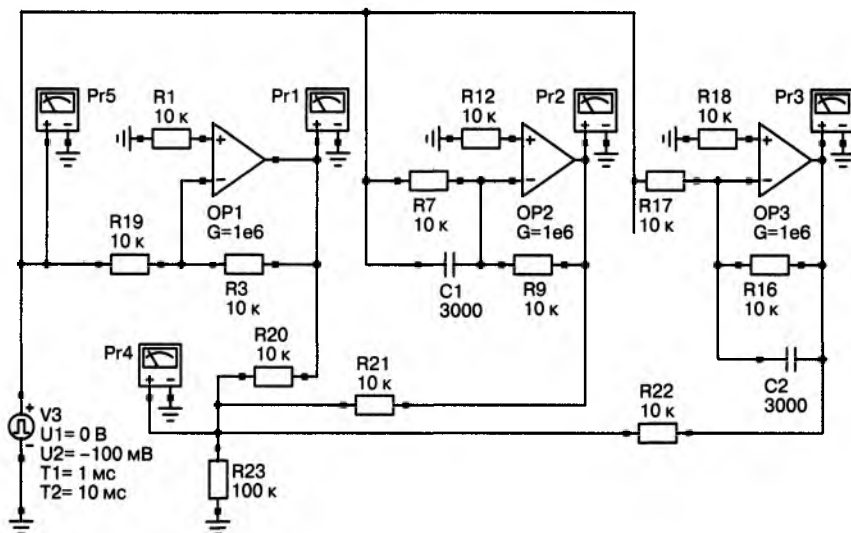 Pr5
R1
10 к
Pr1
R12
10 к
Pr2
R18
10 к
Pr3
+
−
OP1
G=1e6
R7
10 к
OP2
G=1e6
R17
10 к
OP3
G=1e6
R19
10 к
R3
10 к
C1
3000
R9
10 к
R16
10 к
Pr4
R20
10 к
R21
10 к
R22
10 к
C2
3000
V3
U1= 0 В
U2= −100 мВ
T1= 1 мс
T2= 10 мс
R23
100 к